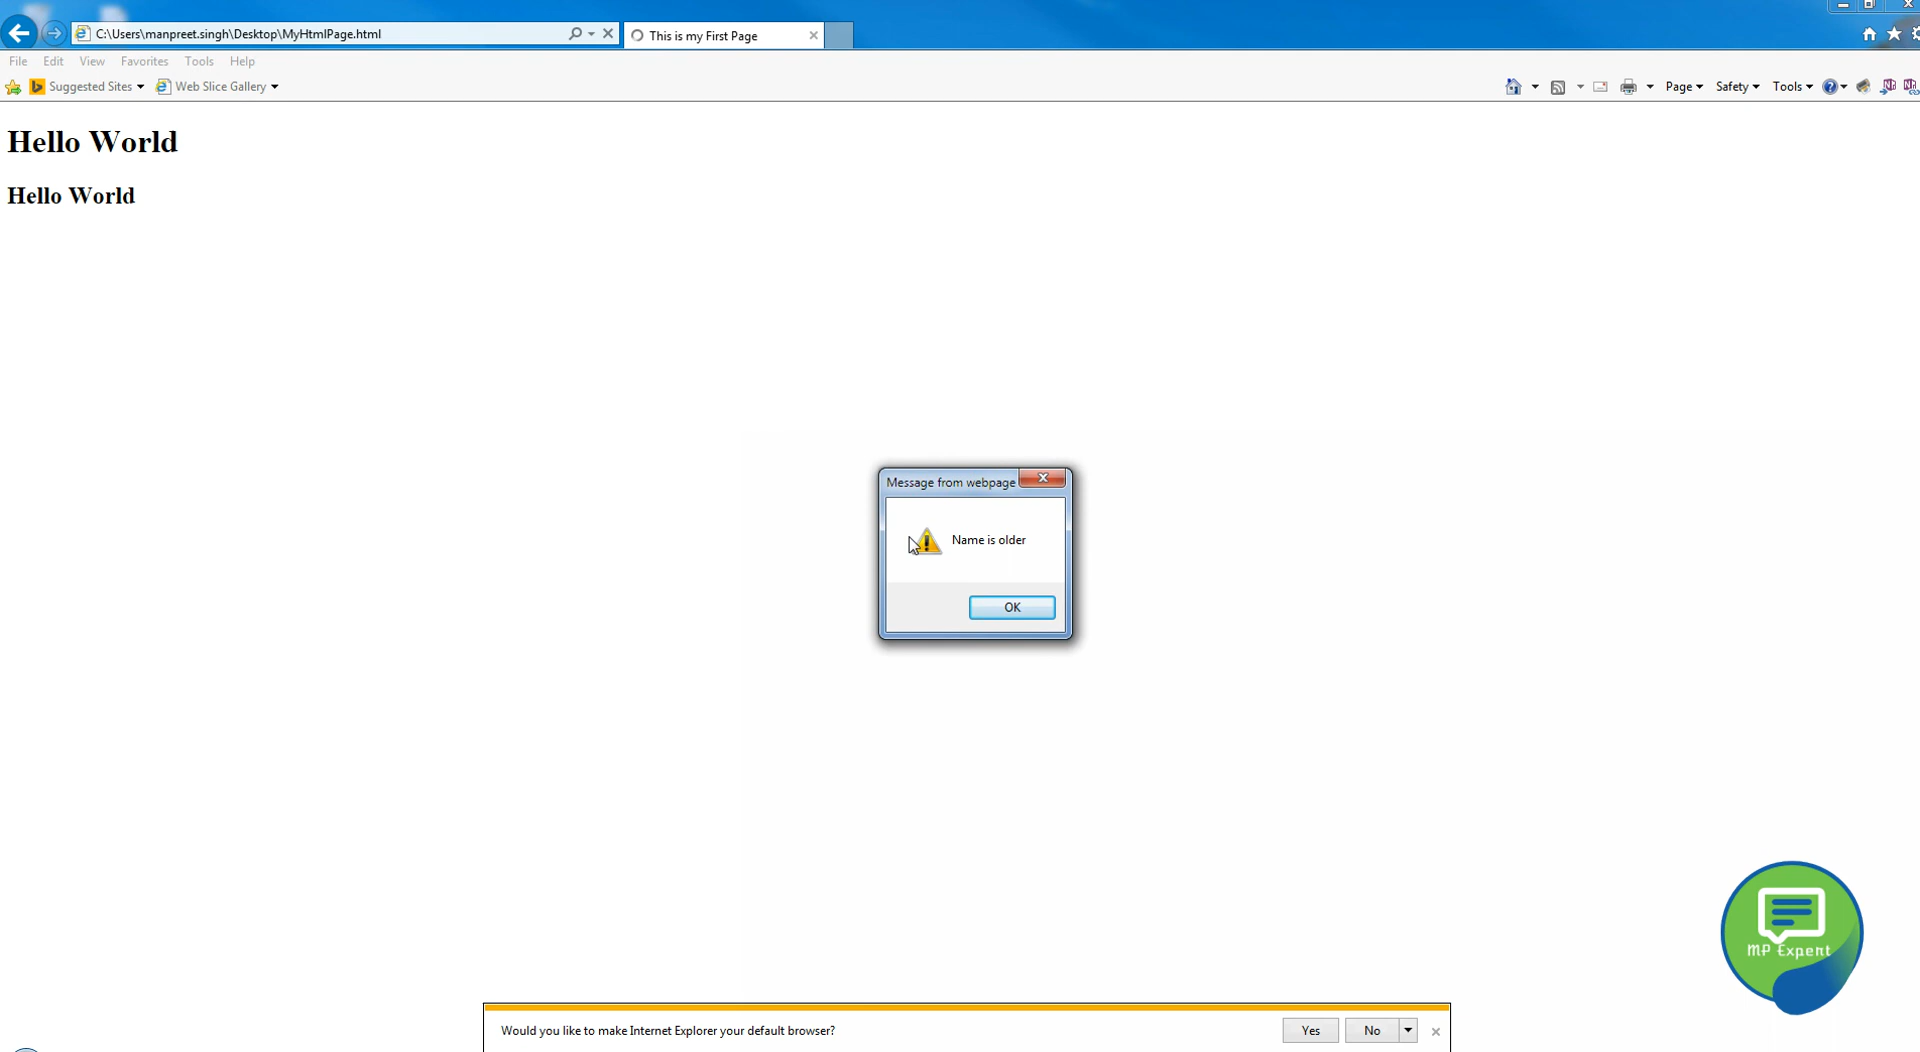 C:\Users\manpreet.singh\Desktop\MyHtmlPage.html
This is my First Page
File Edit View Favorites Tools Help
Suggested Sites Web Slice Gallery Page Safety Tools
Hello World
Hello World
Message from webpage
Name is older
OK
MP Expert
Would you like to make Internet Explorer your default browser? Yes No